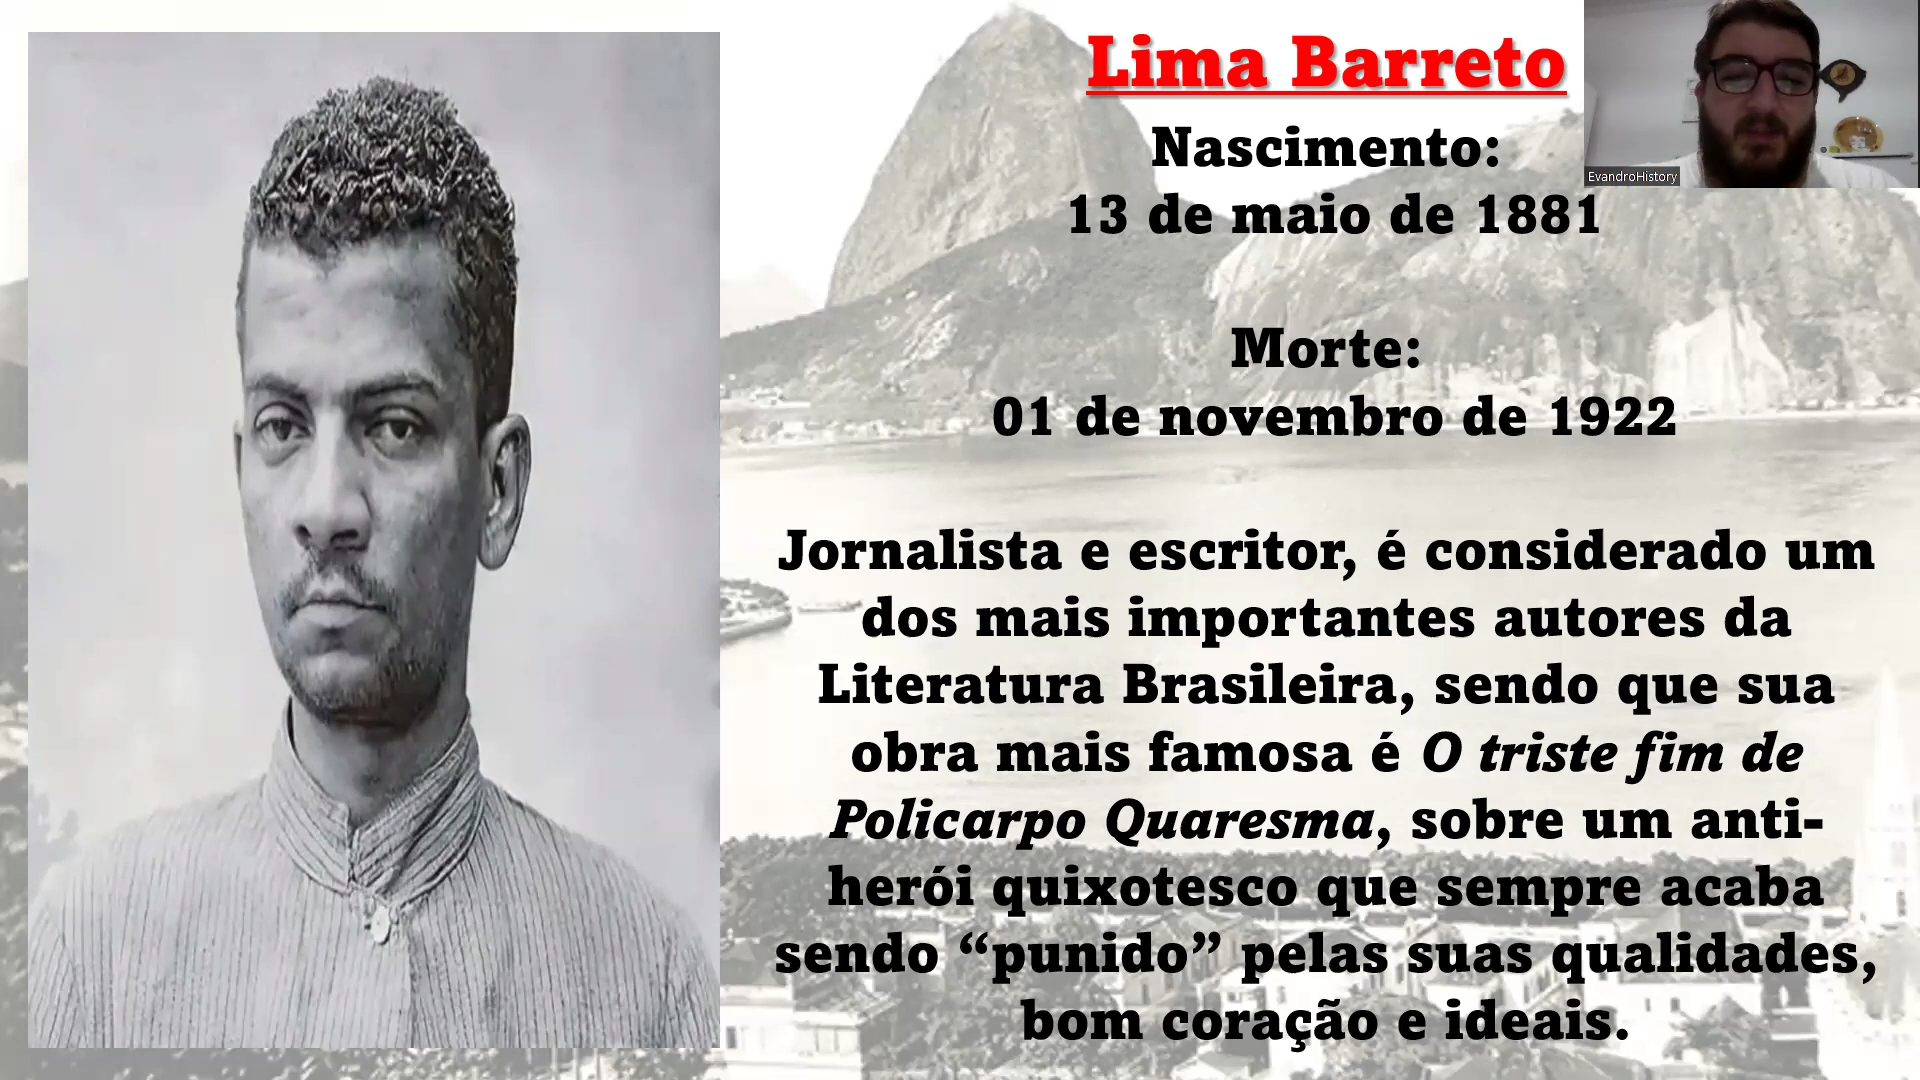 Lima Barreto
EvandroHistory
Nascimento:
13 de maio de 1881
Morte:
01 de novembro de 1922
Jornalista e escritor, é considerado um
dos mais importantes autores da
Literatura Brasileira, sendo que sua
obra mais famosa é O triste fim de
Policarpo Quaresma, sobre um anti-
herói quixotesco que sempre acaba
sendo “punido” pelas suas qualidades,
bom coração e ideais.